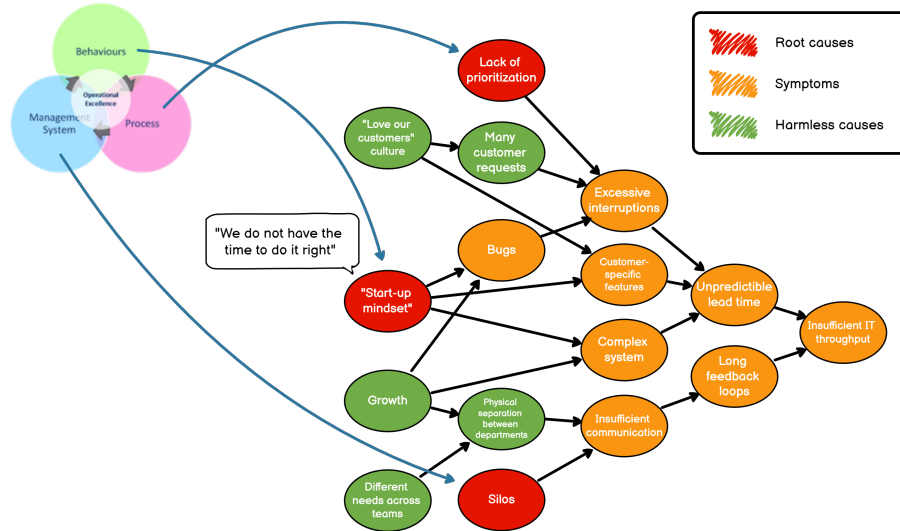 Behaviours
Operational
Excellence
Management
System
Process
Lack of
prioritization
Root causes
Symptoms
Harmless causes
"Love our
customers"
culture
Many
customer
requests
Excessive
interruptions
"We do not have the
time to do it right"
Bugs
Customer-
specific
features
"Start-up
mindset"
Unpredictible
lead time
Insufficient IT
throughput
Complex
system
Long
feedback
loops
Growth
Physical
separation
between
departments
Insufficient
communication
Different
needs across
teams
Silos